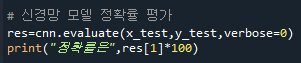 # 신경망 모델 정확률 평가
res=cnn.evaluate(x_test,y_test,verbose=0)
print("정확률은",res[1]*100)